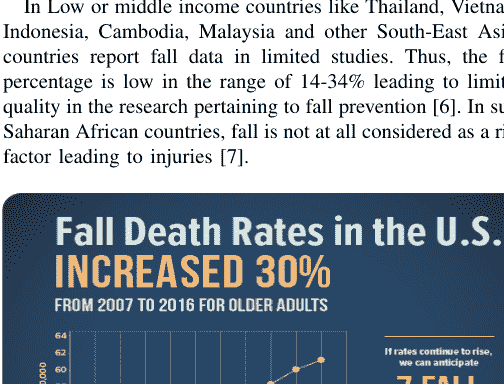 In Low or middle income countries like Thailand, Vietna
Indonesia, Cambodia, Malaysia and other South-East Asi
countries report fall data in limited studies. Thus, the f
percentage is low in the range of 14-34% leading to limit
quality in the research pertaining to fall prevention [6]. In su
Saharan African countries, fall is not at all considered as a ri
factor leading to injuries [7].
Fall Death Rates in the U.S.
INCREASED 30%
FROM 2007 TO 2016 FOR OLDER ADULTS
64
62
60
If rates continue to rise,
we can anticipate
7 FALL